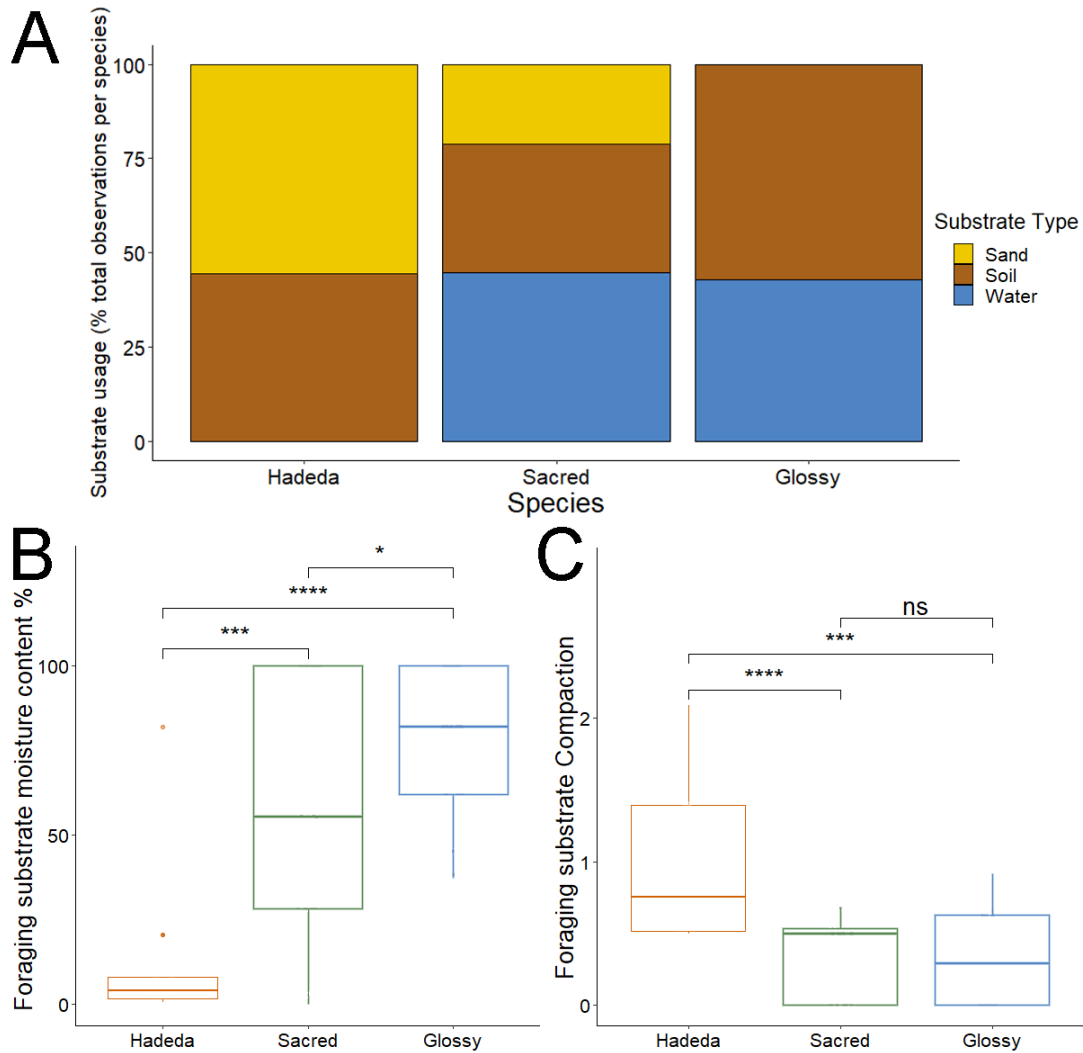 A
Substrate usage (% total observations per species)
100
75
50
25
0
Hadeda
Sacred
Glossy
Species
Substrate Type
Sand
Soil
Water
B
Foraging substrate moisture content %
100
50
0
*
****
***
Hadeda
Sacred
Glossy
C
Foraging substrate Compaction
2
1
0
ns
***
****
Hadeda
Sacred
Glossy